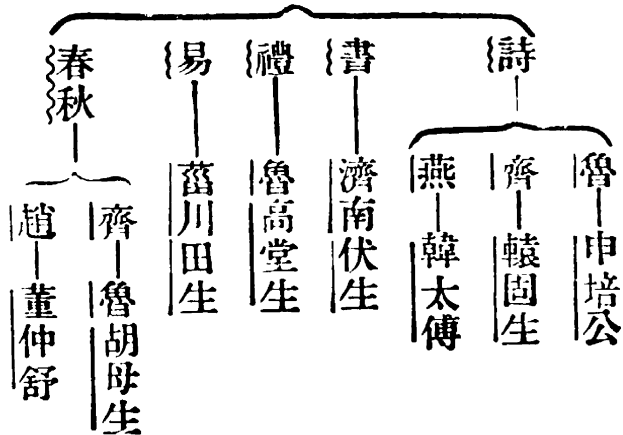 詩
魯
申培公
齊
轅固生
燕
韓太傅
書
濟南伏生
禮
魯高堂生
易
菑川田生
春秋
齊
魯胡母生
趙
董仲舒